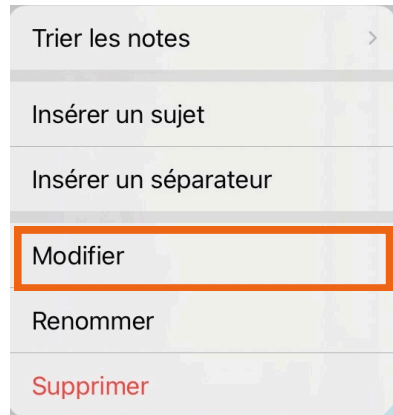 Trier les notes
Insérer un sujet
Insérer un séparateur
Modifier
Renommer
Supprimer